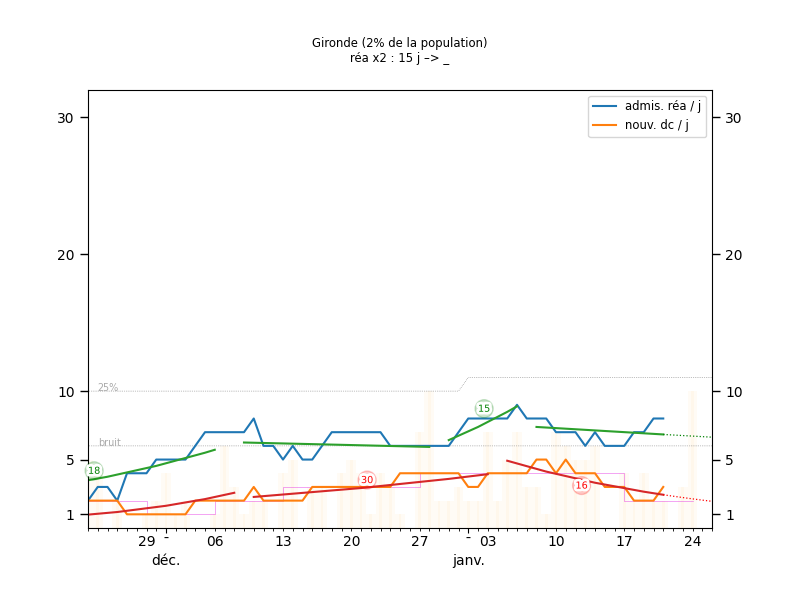 Gironde (2% de la population)
réa x2 : 15 j –> _
admis. réa / j
nouv. dc / j
30
30
20
20
10
10
5
5
1
1
25%
bruit
18
30
15
16
29 - 06 13 20 27 - 03 10 17 24
déc. janv.